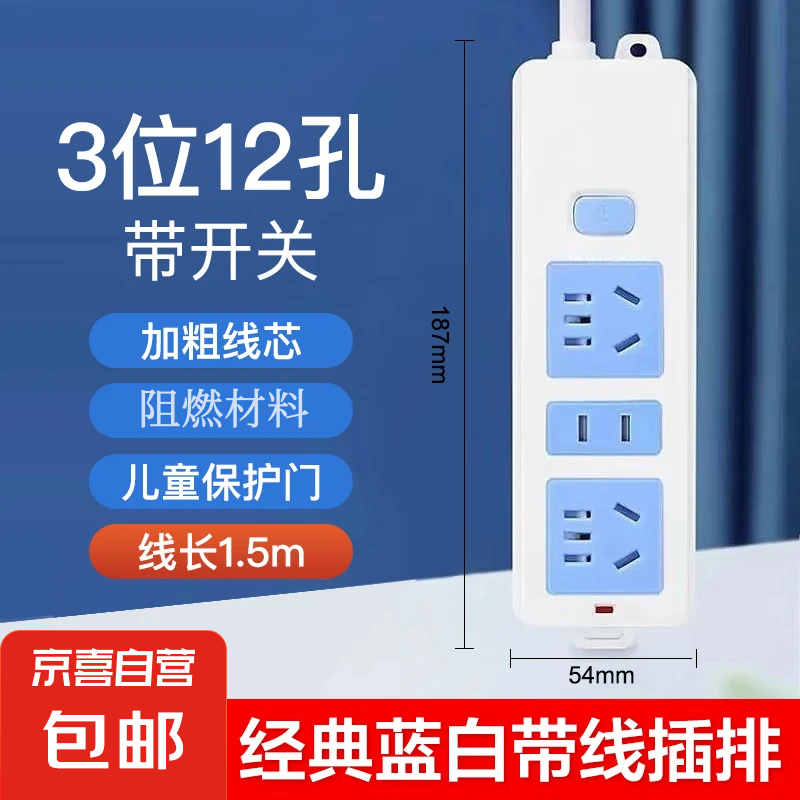 3位12孔
带开关
加粗线芯
阻燃材料
儿童保护门
线长1.5m
187mm
54mm
京喜自营
包邮
经典蓝白带线插排